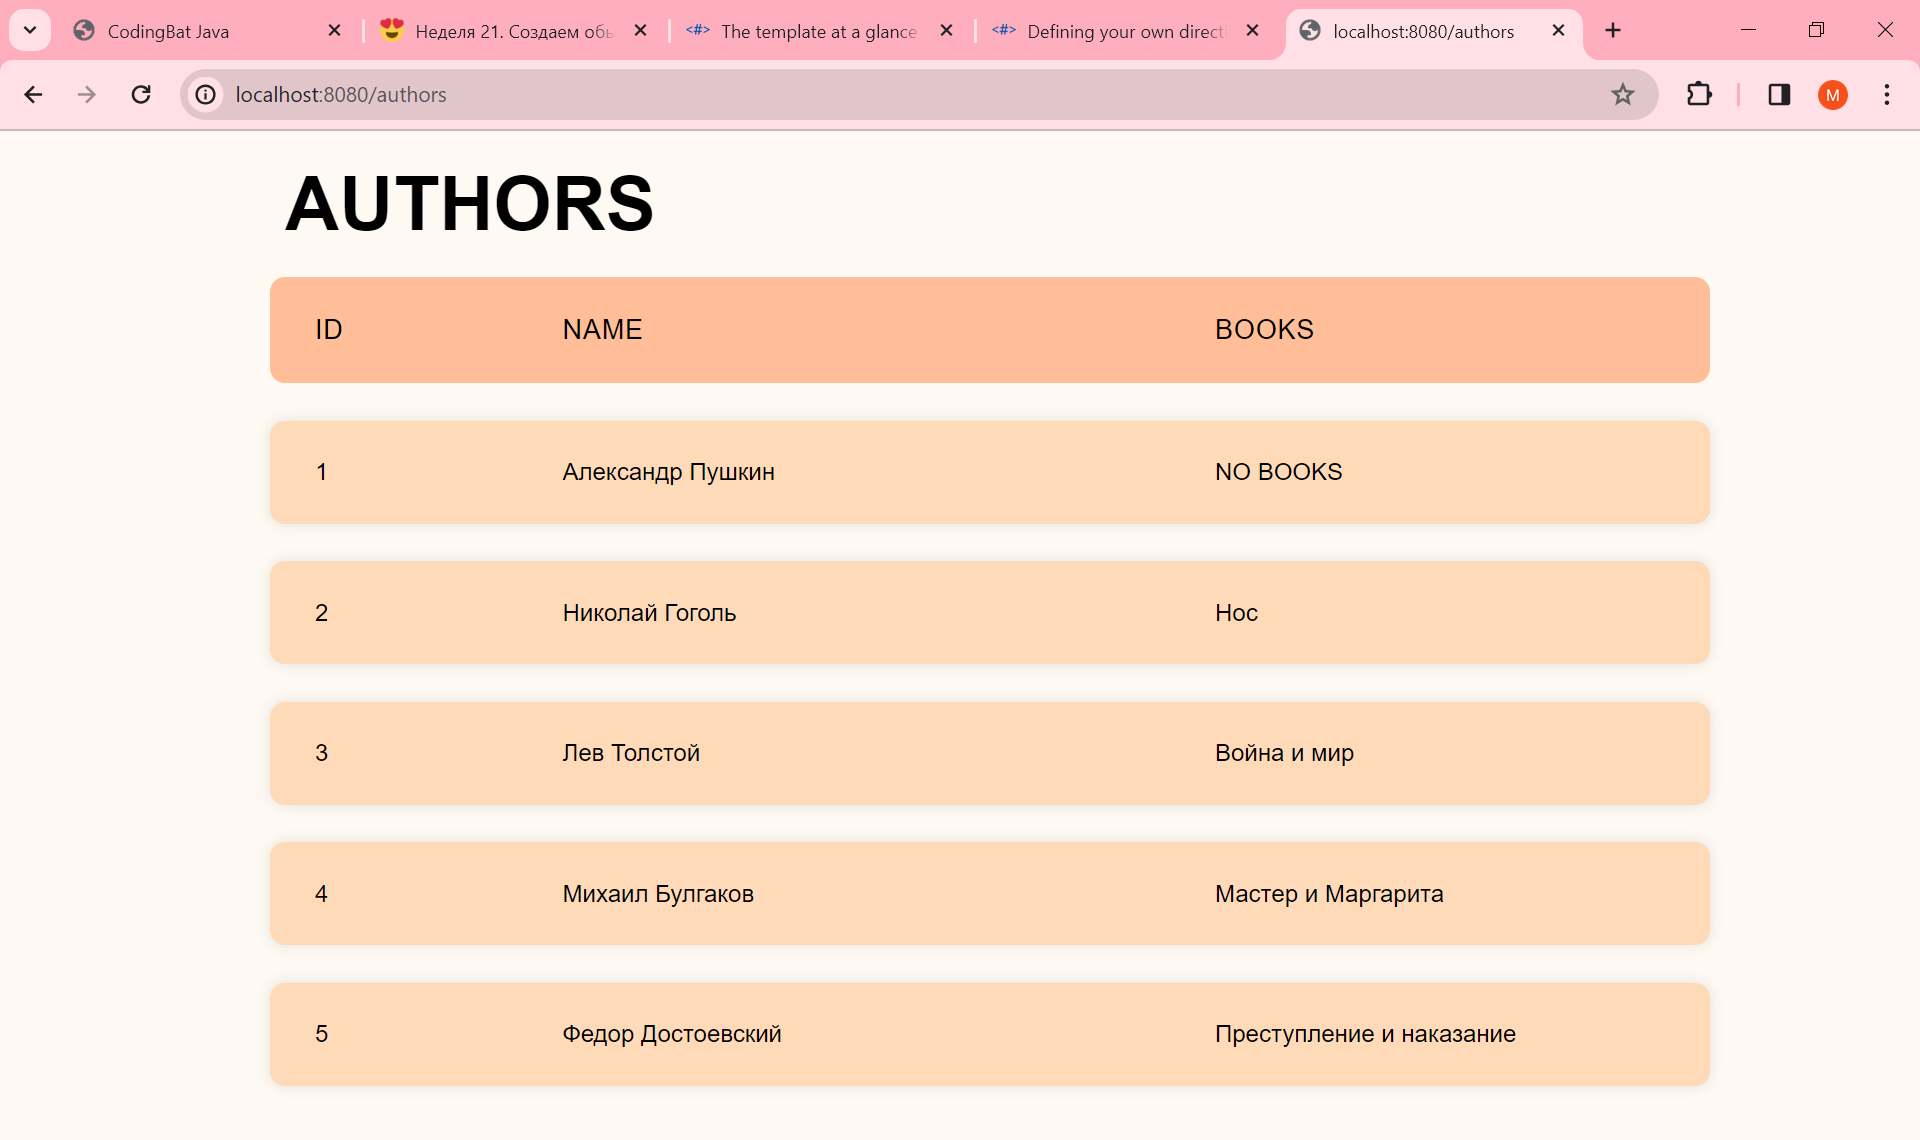 CodingBat Java
Неделя 21. Создаем обь
The template at a glance
Defining your own directi
localhost:8080/authors
localhost:8080/authors
M
AUTHORS
ID NAME BOOKS
1 Александр Пушкин NO BOOKS
2 Николай Гоголь Нос
3 Лев Толстой Война и мир
4 Михаил Булгаков Мастер и Маргарита
5 Федор Достоевский Преступление и наказание